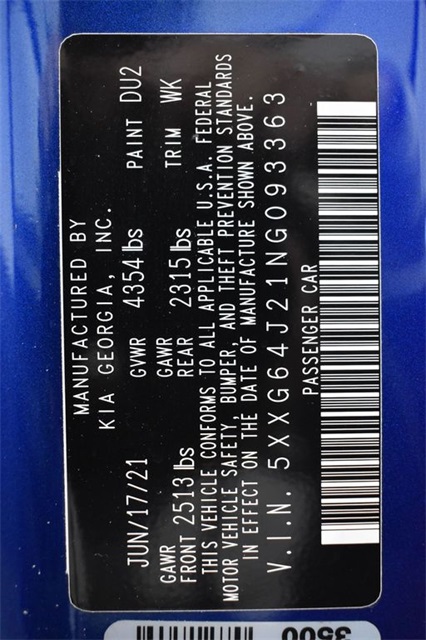 MANUFACTURED BY
KIA GEORGIA, INC.
JUN/17/21 GVWR 4354 lbs PAINT DU2
GAWR FRONT 2513 lbs GAWR REAR 2315 lbs TRIM WK
THIS VEHICLE CONFORMS TO ALL APPLICABLE U.S.A. FEDERAL
MOTOR VEHICLE SAFETY, BUMPER, AND THEFT PREVENTION STANDARDS
IN EFFECT ON THE DATE OF MANUFACTURE SHOWN ABOVE.
V.I.N. 5XXG64J21NG093363
PASSENGER CAR
3500